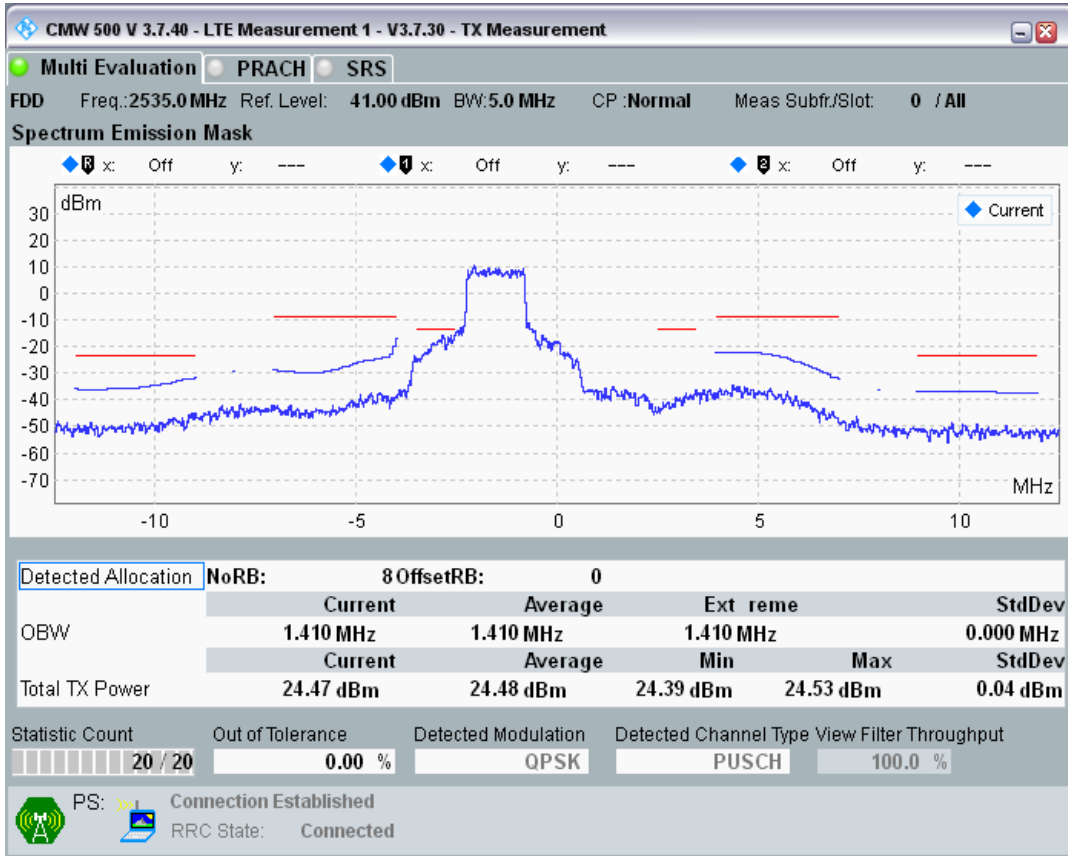 CMW 500 V 3.7.40 - LTE Measurement 1 - V3.7.30 - TX Measurement
Multi Evaluation PRACH SRS
FDD Freq.:2535.0 MHz Ref. Level: 41.00 dBm BW:5.0 MHz CP :Normal Meas Subfr./Slot: 0 / All
Spectrum Emission Mask
R x: Off y: --- 1 x: Off y: --- 2 x: Off y: ---
dBm
Current
30
20
10
0
-10
-20
-30
-40
-50
-60
-70
MHz
-10 -5 0 5 10
Detected Allocation NoRB: 8 OffsetRB: 0
Current Average Ext reme StdDev
OBW 1.410 MHz 1.410 MHz 1.410 MHz 0.000 MHz
Current Average Min Max StdDev
Total TX Power 24.47 dBm 24.48 dBm 24.39 dBm 24.53 dBm 0.04 dBm
Statistic Count Out of Tolerance Detected Modulation Detected Channel Type View Filter Throughput
20 / 20 0.00 % QPSK PUSCH 100.0 %
PS: Connection Established
RRC State: Connected